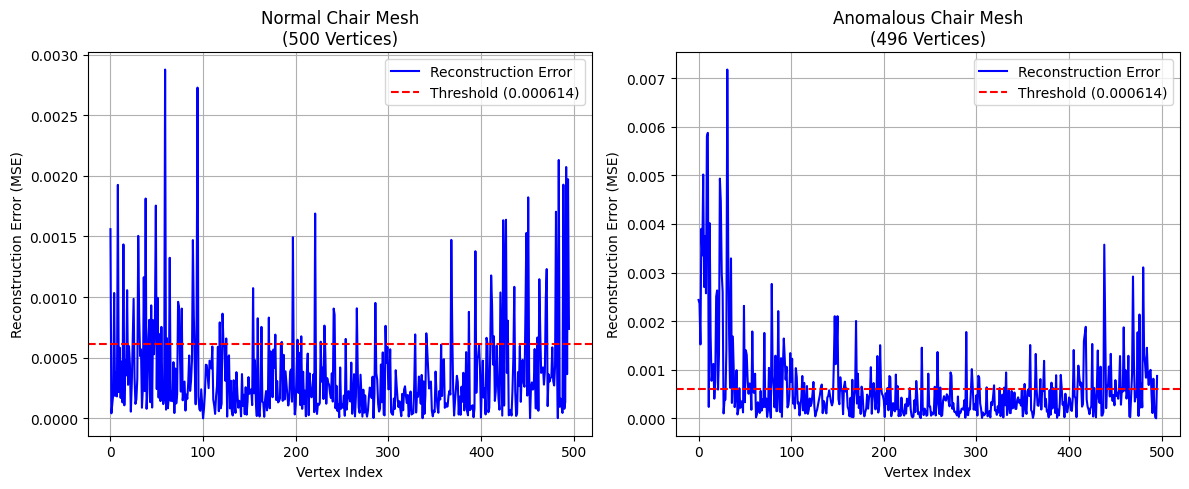 Normal Chair Mesh
(500 Vertices)
Reconstruction Error (MSE)
0.0030
0.0025
0.0020
0.0015
0.0010
0.0005
0.0000
Reconstruction Error
Threshold (0.000614)
0
100
200
300
400
500
Vertex Index
Anomalous Chair Mesh
(496 Vertices)
Reconstruction Error (MSE)
0.007
0.006
0.005
0.004
0.003
0.002
0.001
0.000
Reconstruction Error
Threshold (0.000614)
0
100
200
300
400
500
Vertex Index